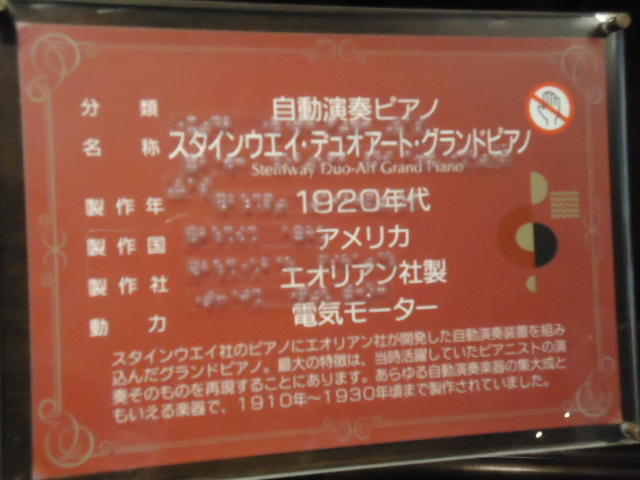 分類 自動演奏ピアノ
名称 スタインウエイ・デュオアート・グランドピアノ
Steinway Duo-Art Grand Piano
製作年 1920年代
製作国 アメリカ
製作社 エオリアン社製
動力 電気モーター
スタインウエイ社のピアノにエオリアン社が開発した自動演奏装置を組み
込んだグランドピアノ。最大の特徴は、当時活躍していたピアニストの演
奏そのものを再現することにあります。あらゆる自動演奏楽器の集大成と
もいえる楽器で、1910年〜1930年頃まで製作されていました。